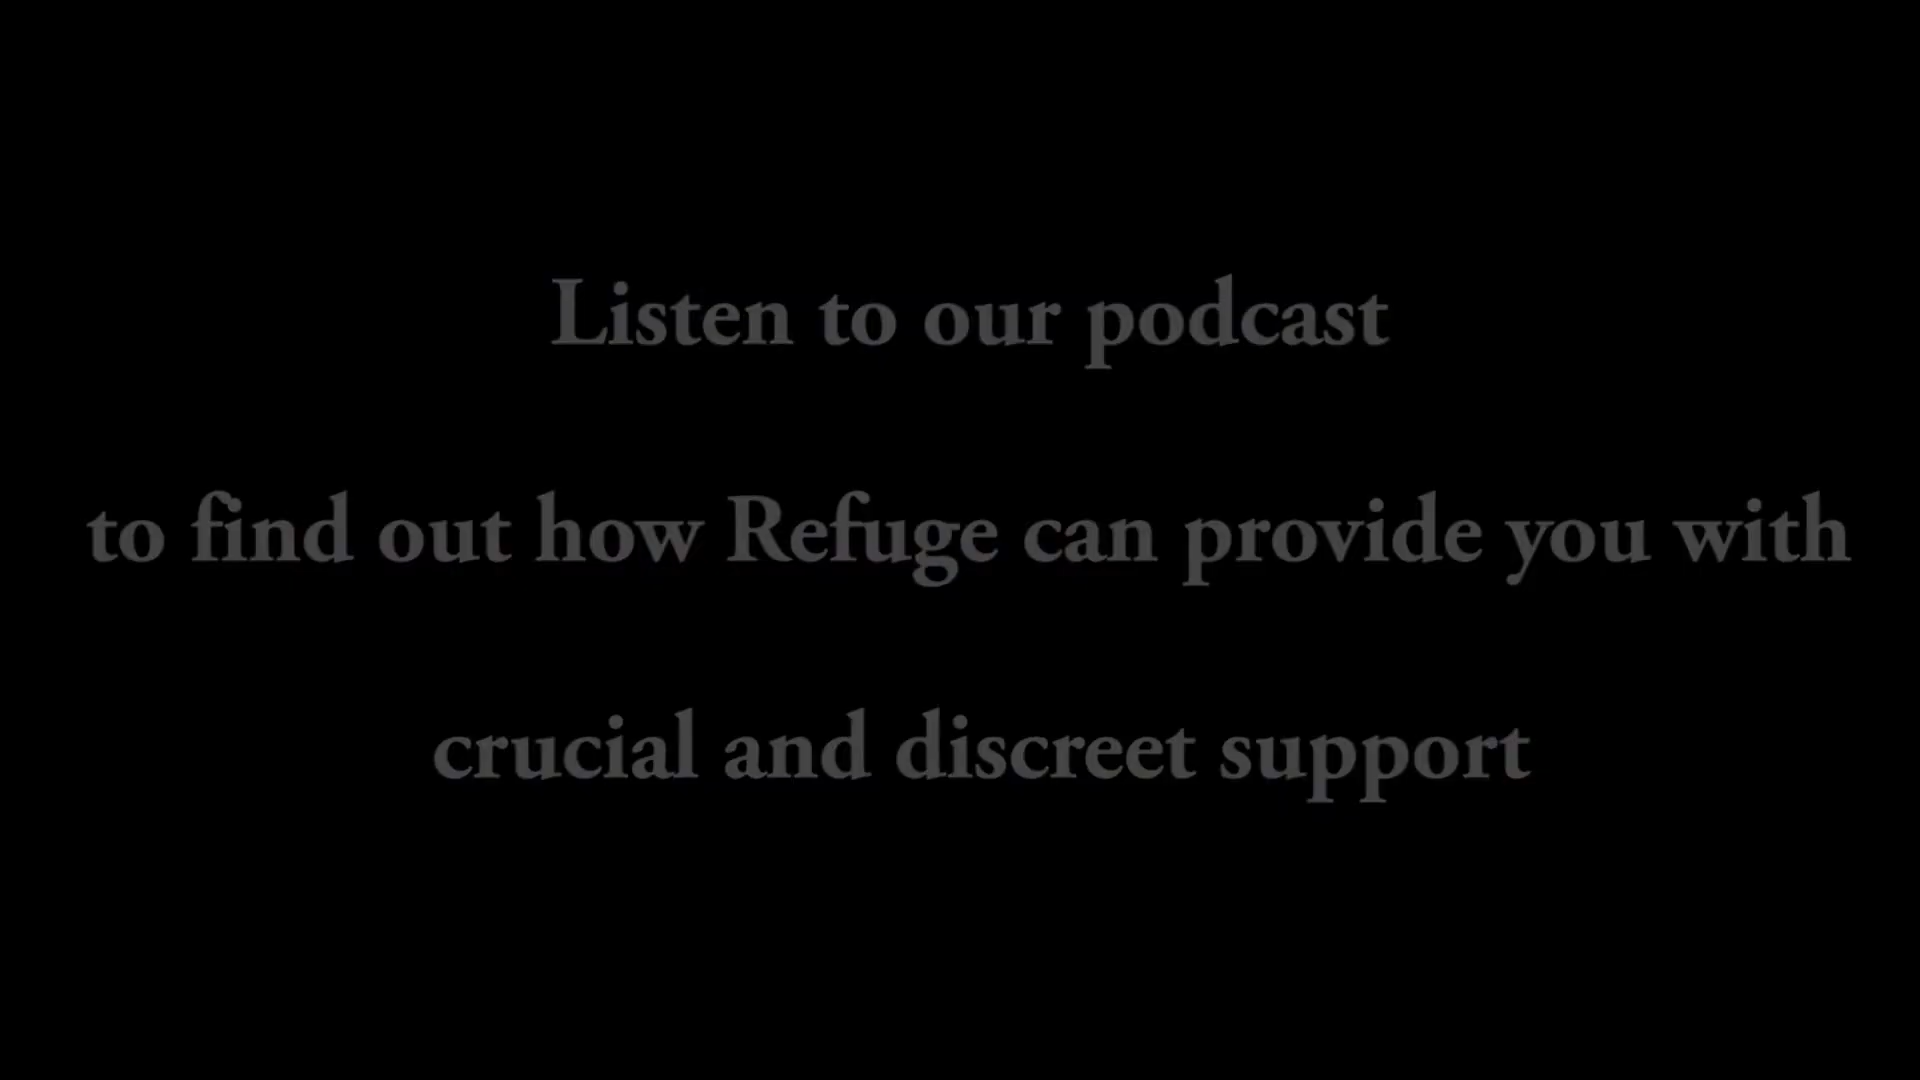 Listen to our podcast
to find out how Refuge can provide you with
crucial and discreet support